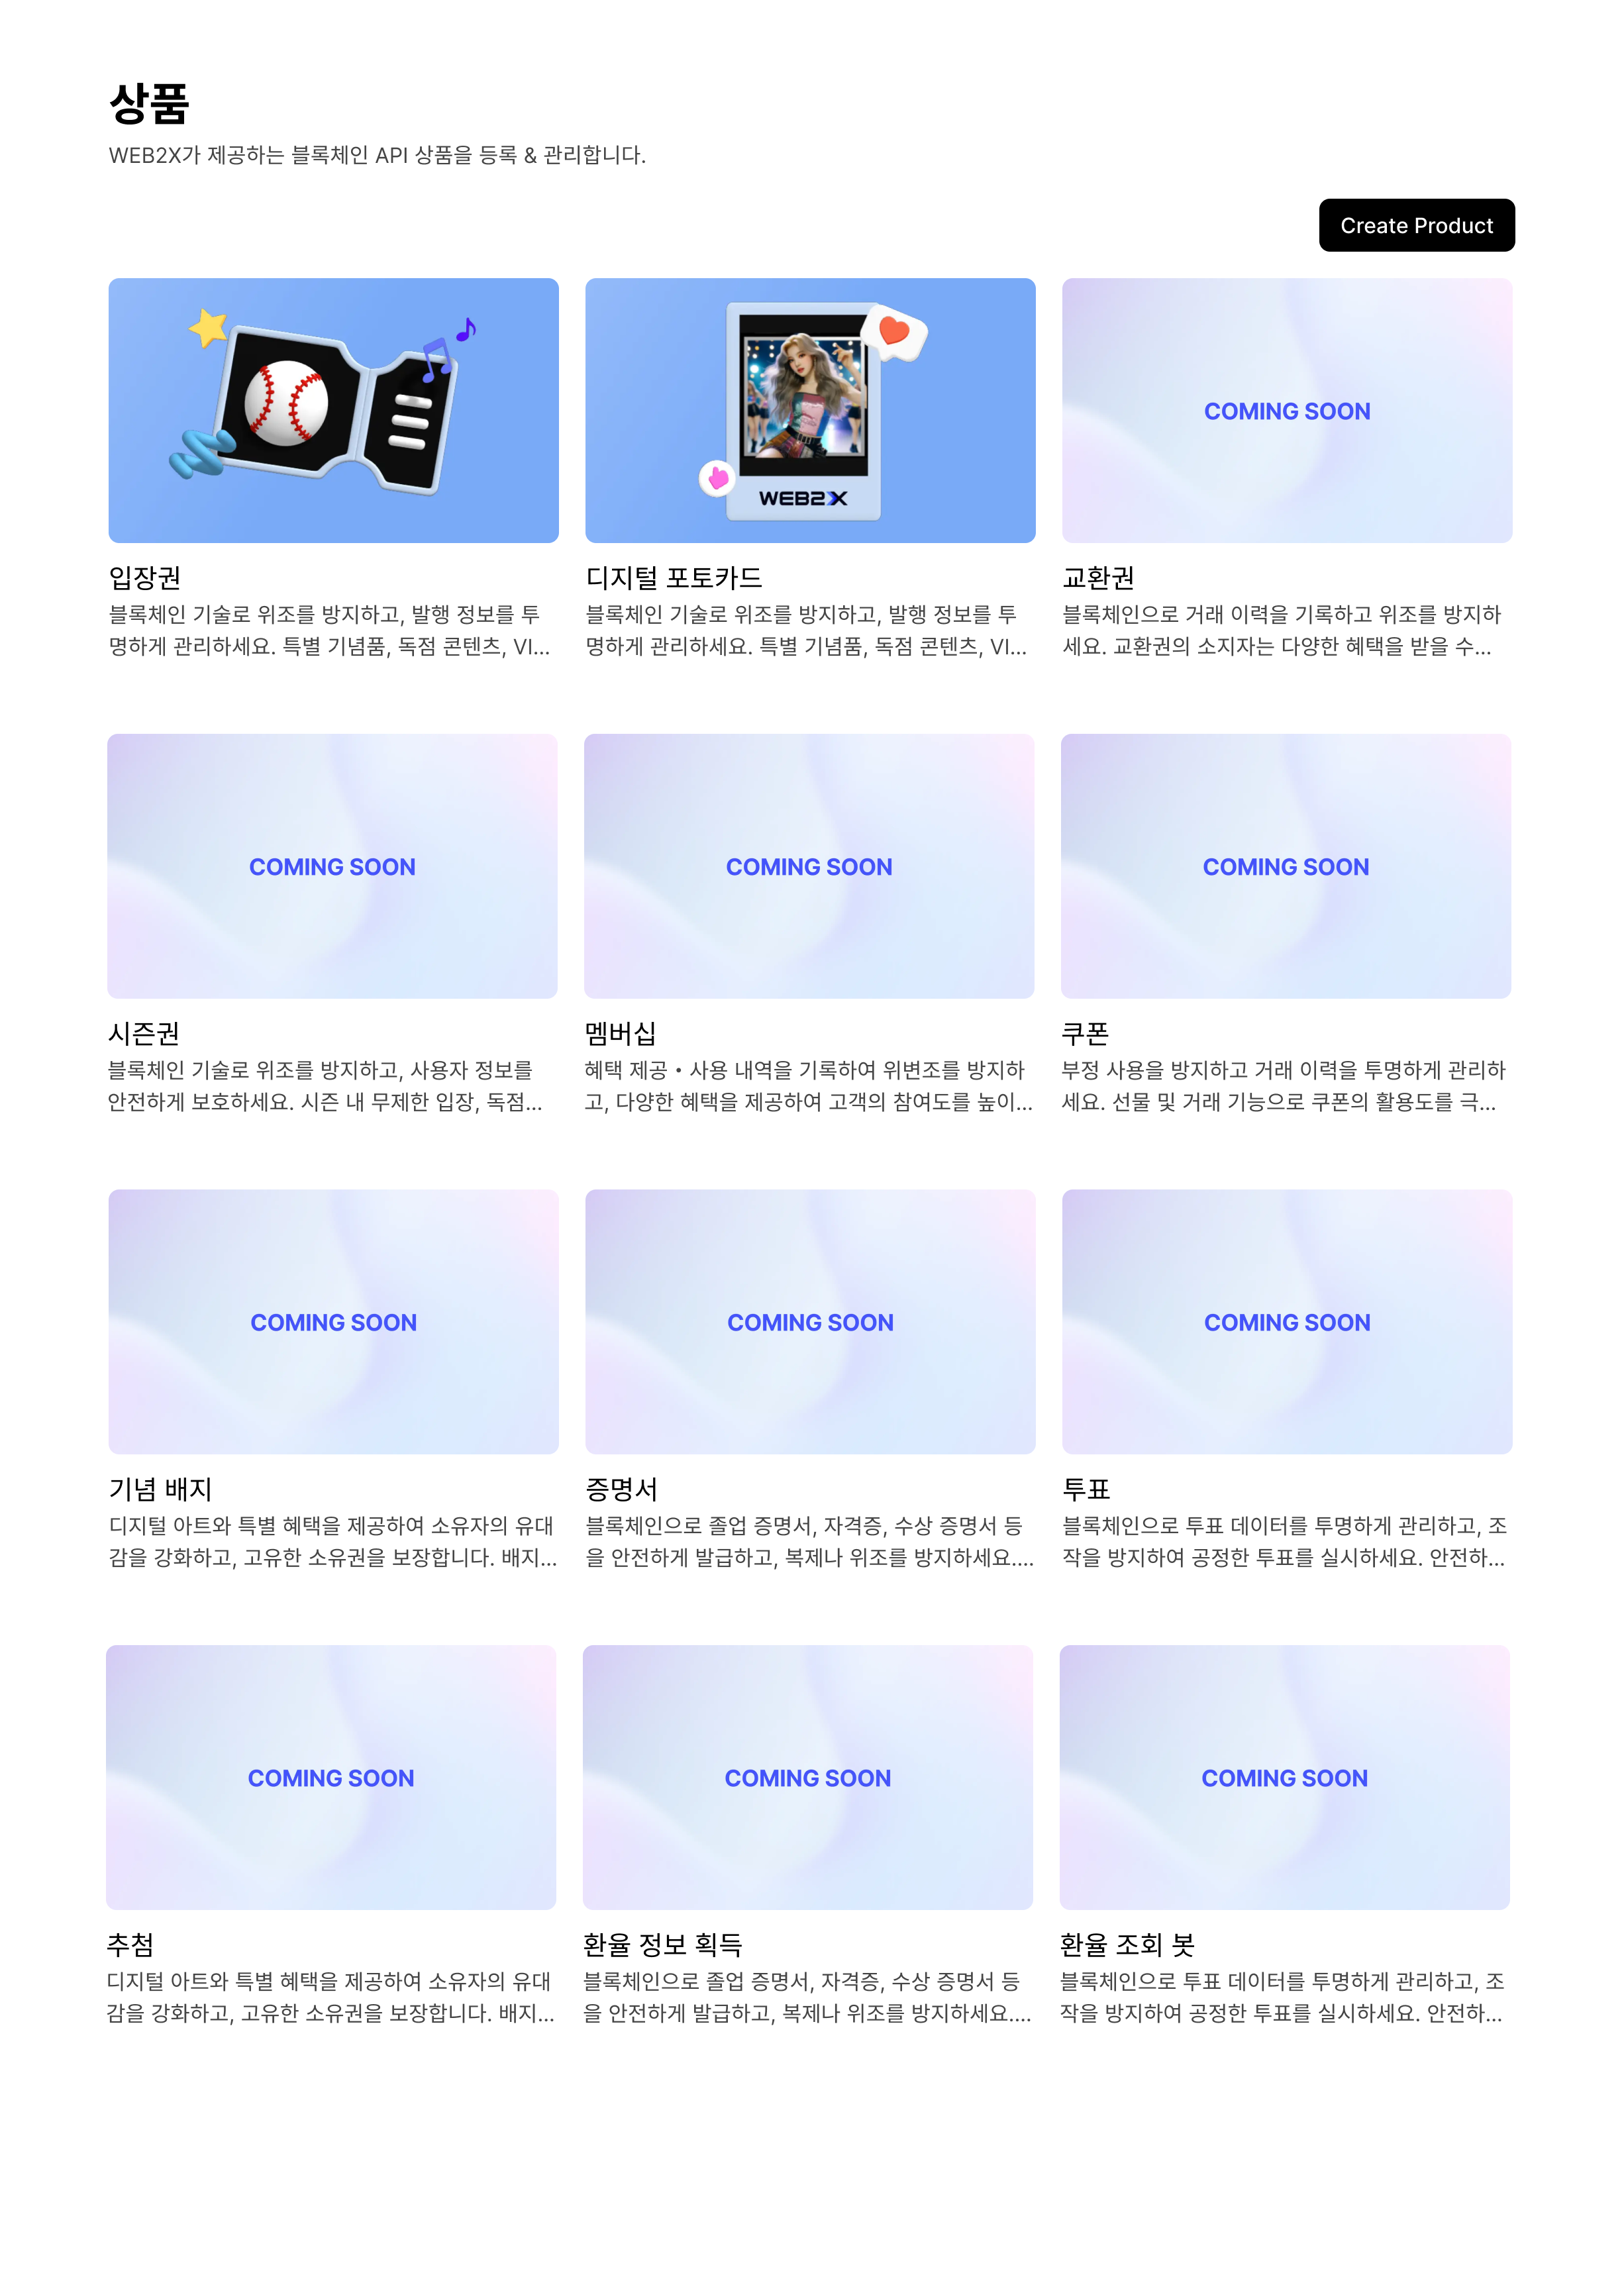 상품
WEB2X가 제공하는 블록체인 API 상품을 등록 & 관리합니다.
Create Product
WEB2X
COMING SOON
입장권
블록체인 기술로 위조를 방지하고, 발행 정보를 투
명하게 관리하세요. 특별 기념품, 독점 콘텐츠, VI...
디지털 포토카드
블록체인 기술로 위조를 방지하고, 발행 정보를 투
명하게 관리하세요. 특별 기념품, 독점 콘텐츠, VI...
교환권
블록체인으로 거래 이력을 기록하고 위조를 방지하
세요. 교환권의 소지자는 다양한 혜택을 받을 수...
COMING SOON
COMING SOON
COMING SOON
시즌권
블록체인 기술로 위조를 방지하고, 사용자 정보를
안전하게 보호하세요. 시즌 내 무제한 입장, 독점...
멤버십
혜택 제공 • 사용 내역을 기록하여 위변조를 방지하
고, 다양한 혜택을 제공하여 고객의 참여도를 높이...
쿠폰
부정 사용을 방지하고 거래 이력을 투명하게 관리하
세요. 선물 및 거래 기능으로 쿠폰의 활용도를 극...
COMING SOON
COMING SOON
COMING SOON
기념 배지
디지털 아트와 특별 혜택을 제공하여 소유자의 유대
감을 강화하고, 고유한 소유권을 보장합니다. 배지...
증명서
블록체인으로 졸업 증명서, 자격증, 수상 증명서 등
을 안전하게 발급하고, 복제나 위조를 방지하세요....
투표
블록체인으로 투표 데이터를 투명하게 관리하고, 조
작을 방지하여 공정한 투표를 실시하세요. 안전하...
COMING SOON
COMING SOON
COMING SOON
추첨
디지털 아트와 특별 혜택을 제공하여 소유자의 유대
감을 강화하고, 고유한 소유권을 보장합니다. 배지...
환율 정보 획득
블록체인으로 졸업 증명서, 자격증, 수상 증명서 등
을 안전하게 발급하고, 복제나 위조를 방지하세요....
환율 조회 봇
블록체인으로 투표 데이터를 투명하게 관리하고, 조
작을 방지하여 공정한 투표를 실시하세요. 안전하...